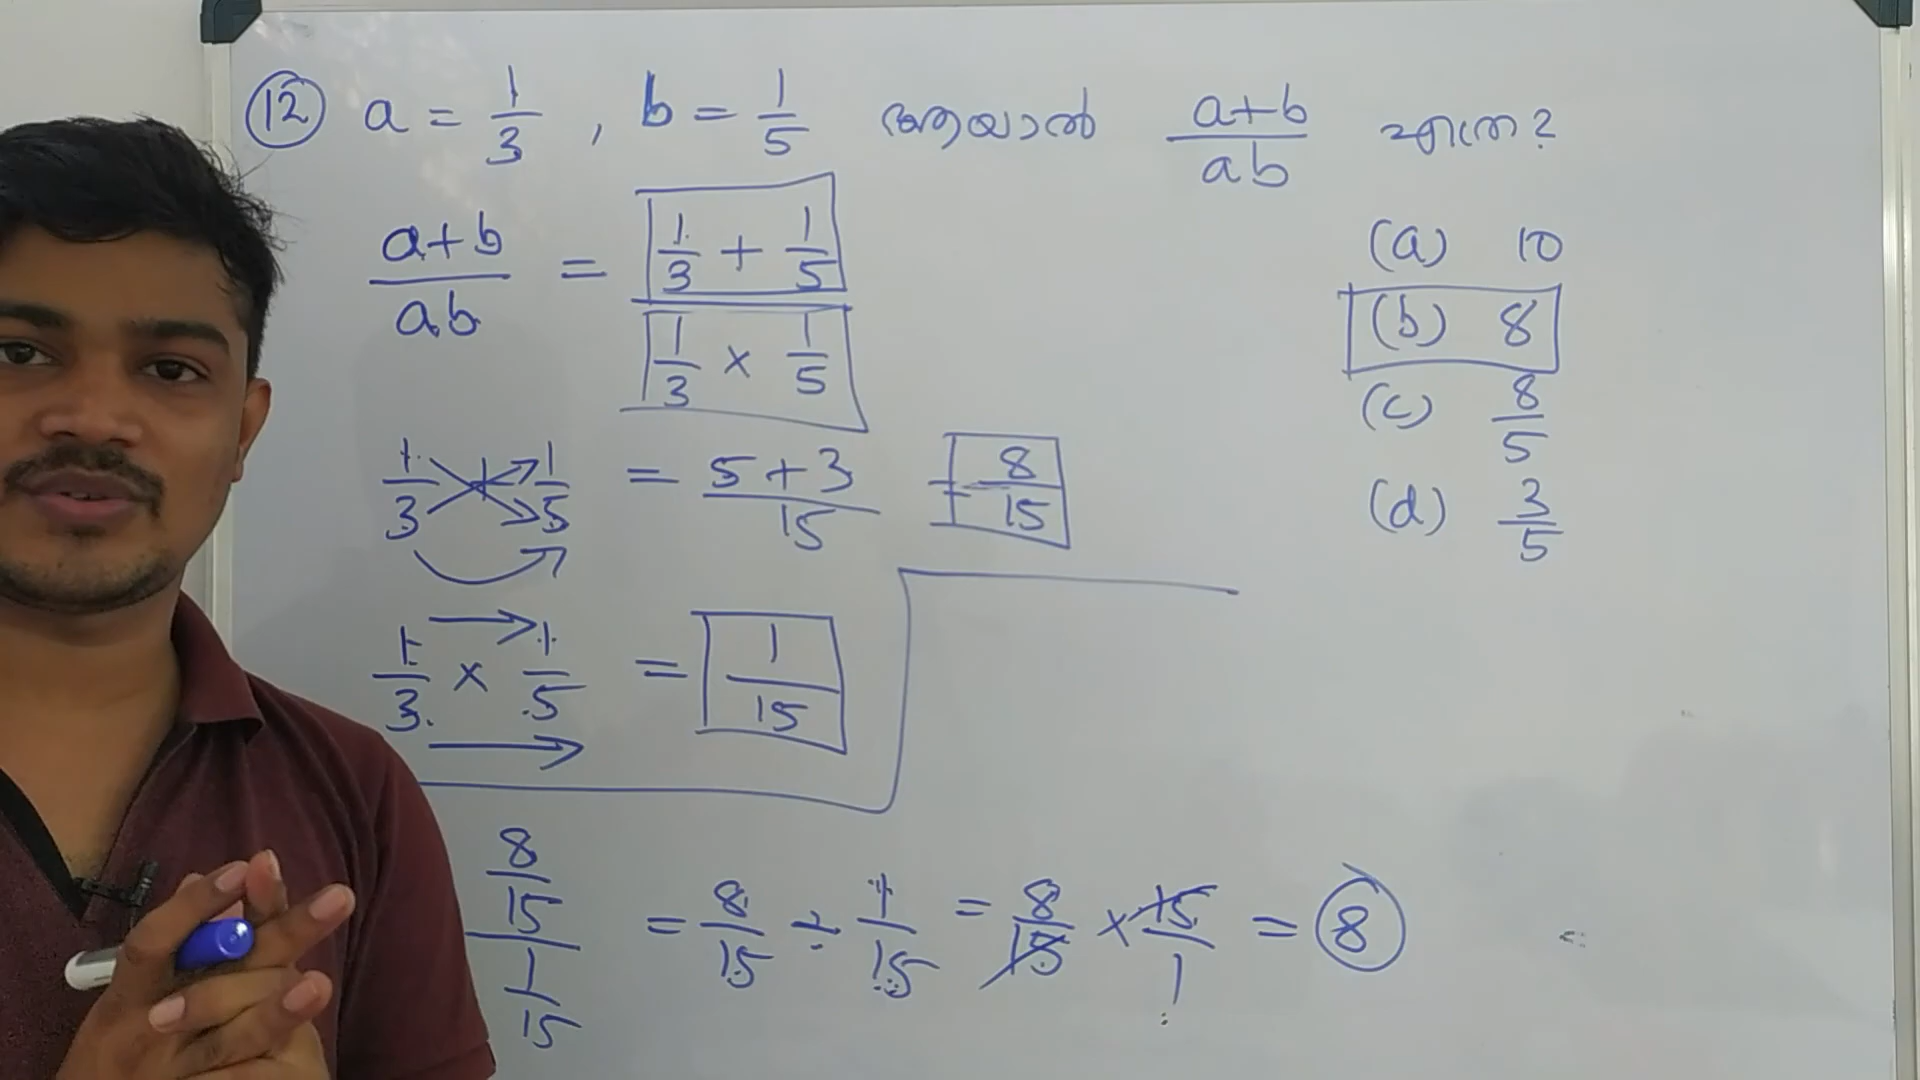 12 a = 1/3 , b = 1/5 ആയാൽ a+b/ab എത്ര?
(a) 10
(b) 8
(c) 8/5
(d) 3/5
a+b/ab = 1/3 + 1/5 / 1/3 × 1/5
1/3 + 1/5 = 5+3/15 = 8/15
1/3 × 1/5 = 1/15
8/15 / 1/15 = 8/15 ÷ 1/15 = 8/15 × 15/1 = 8